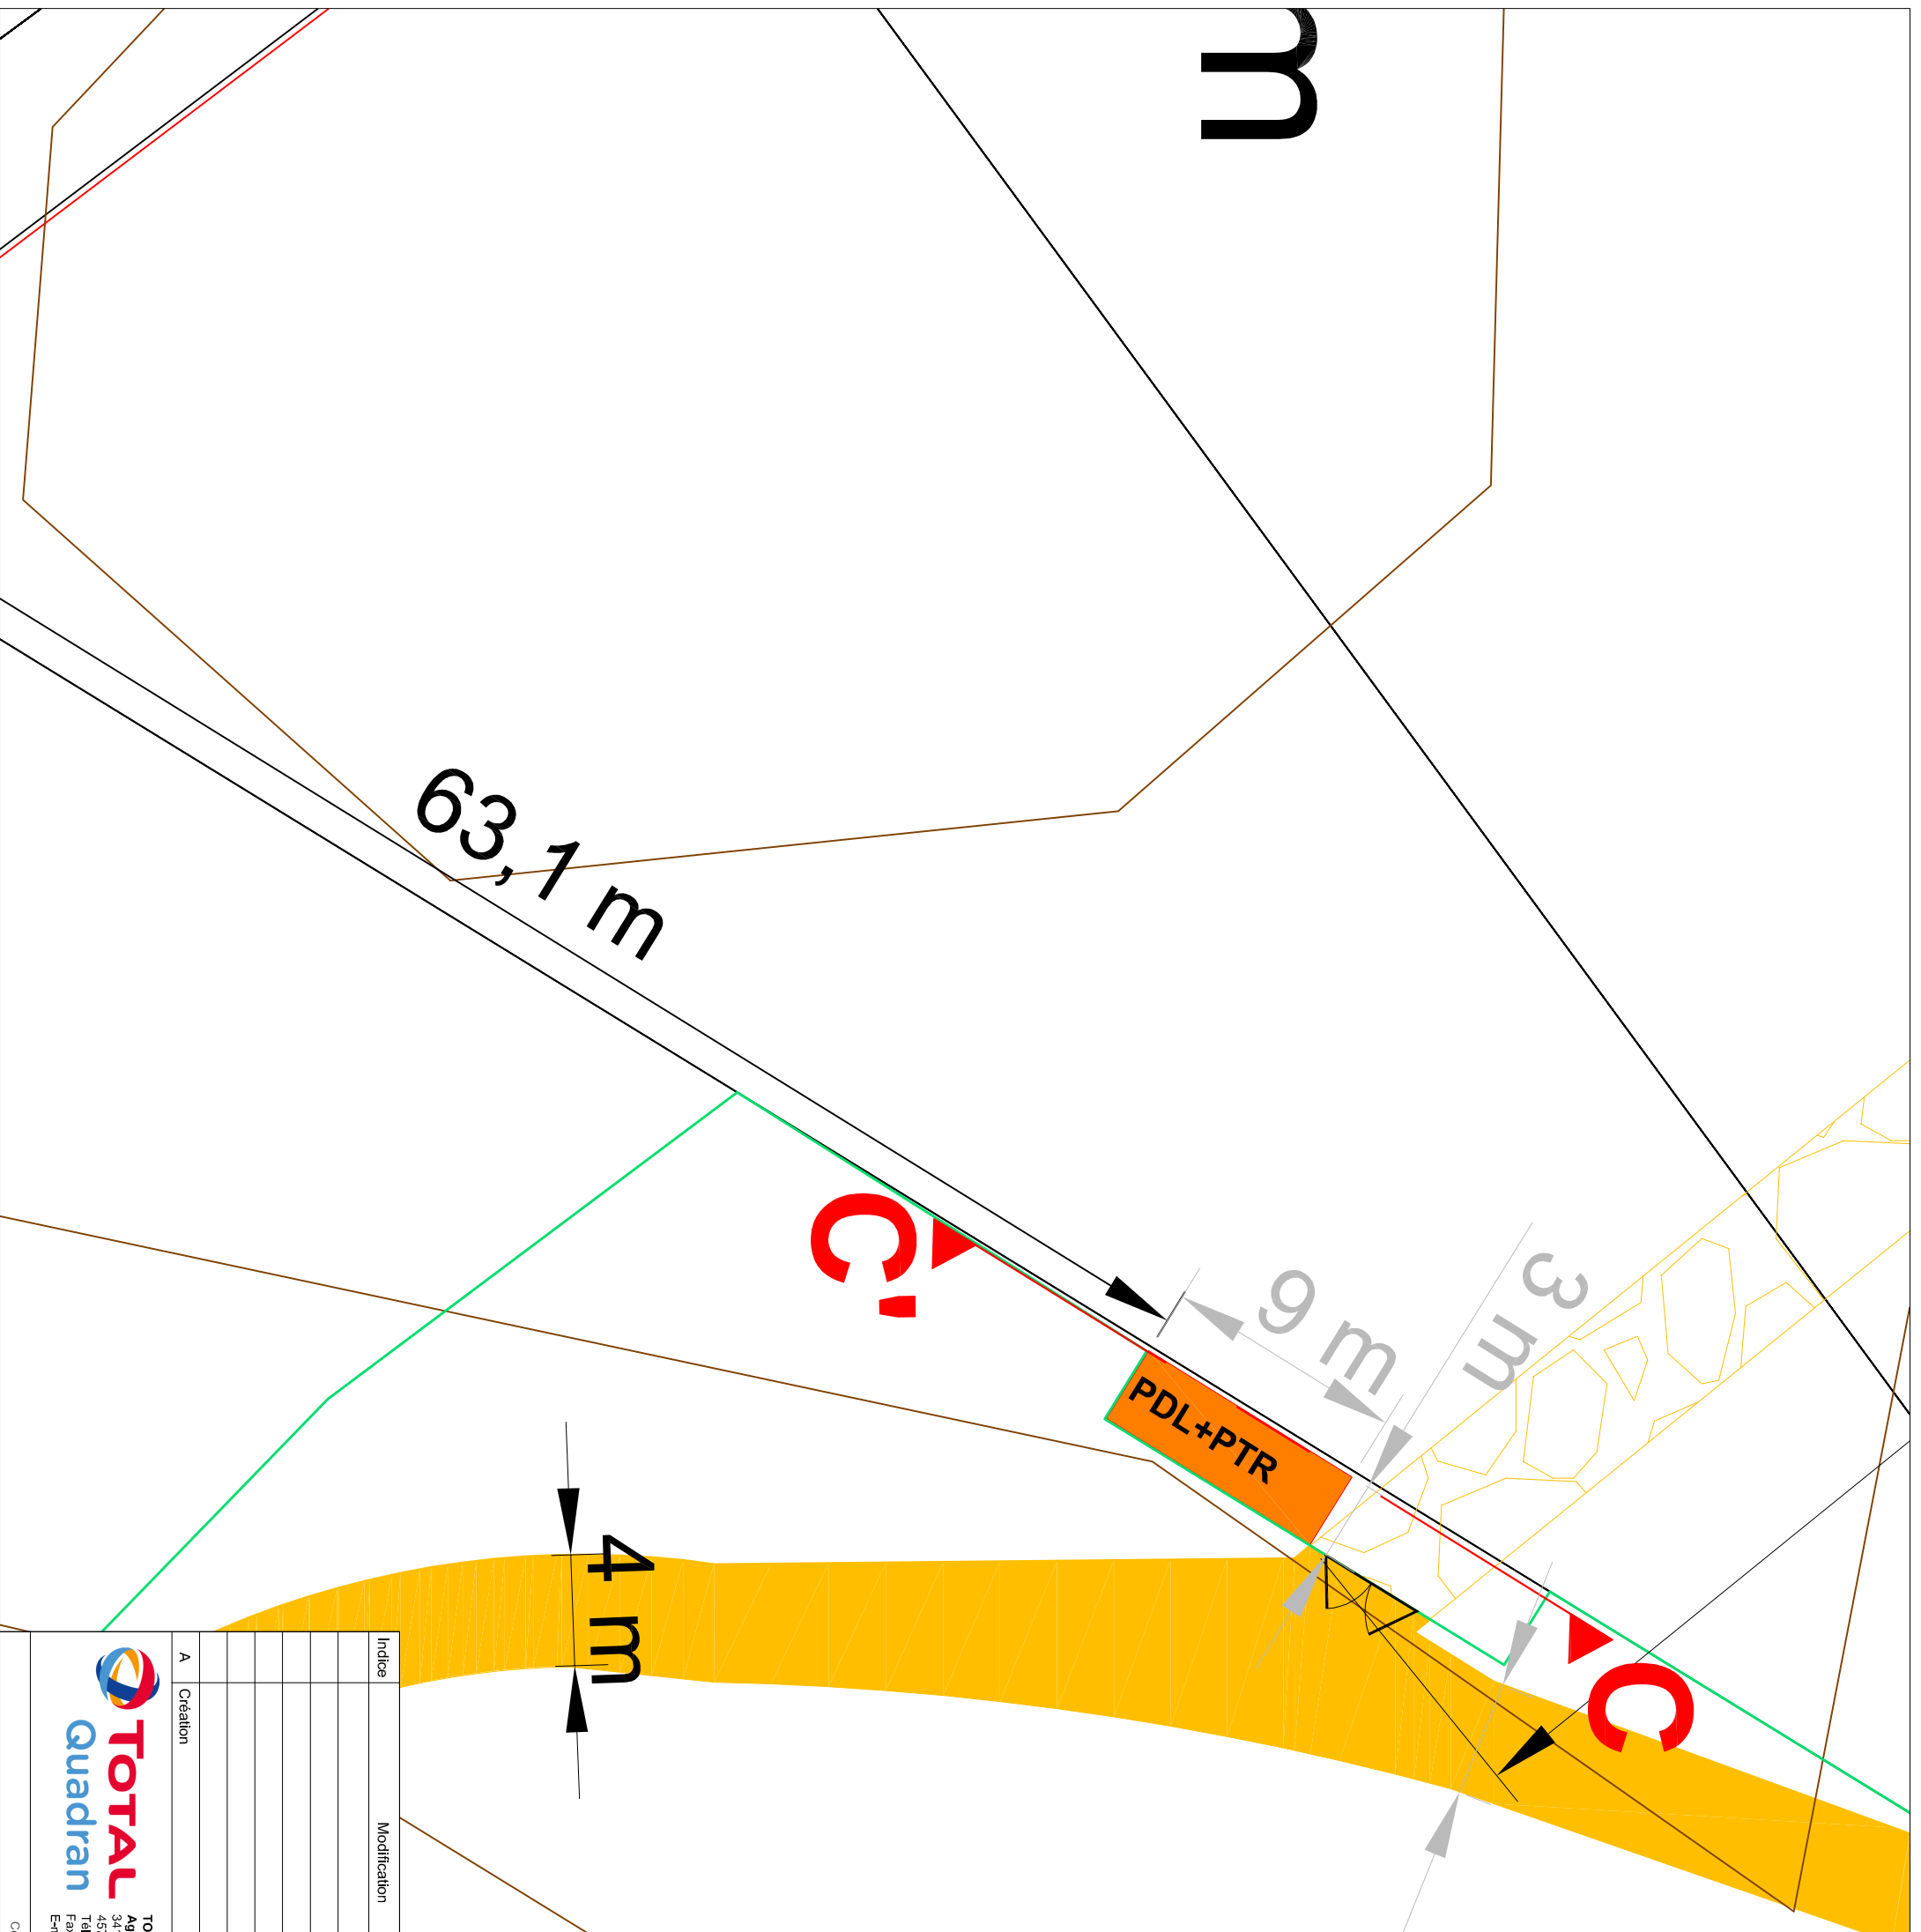 m
63,1 m
C'
9 m
3 m
PDL+PTR
4 m
C
Indice
Modification
A
Création
TOTAL
Quadran